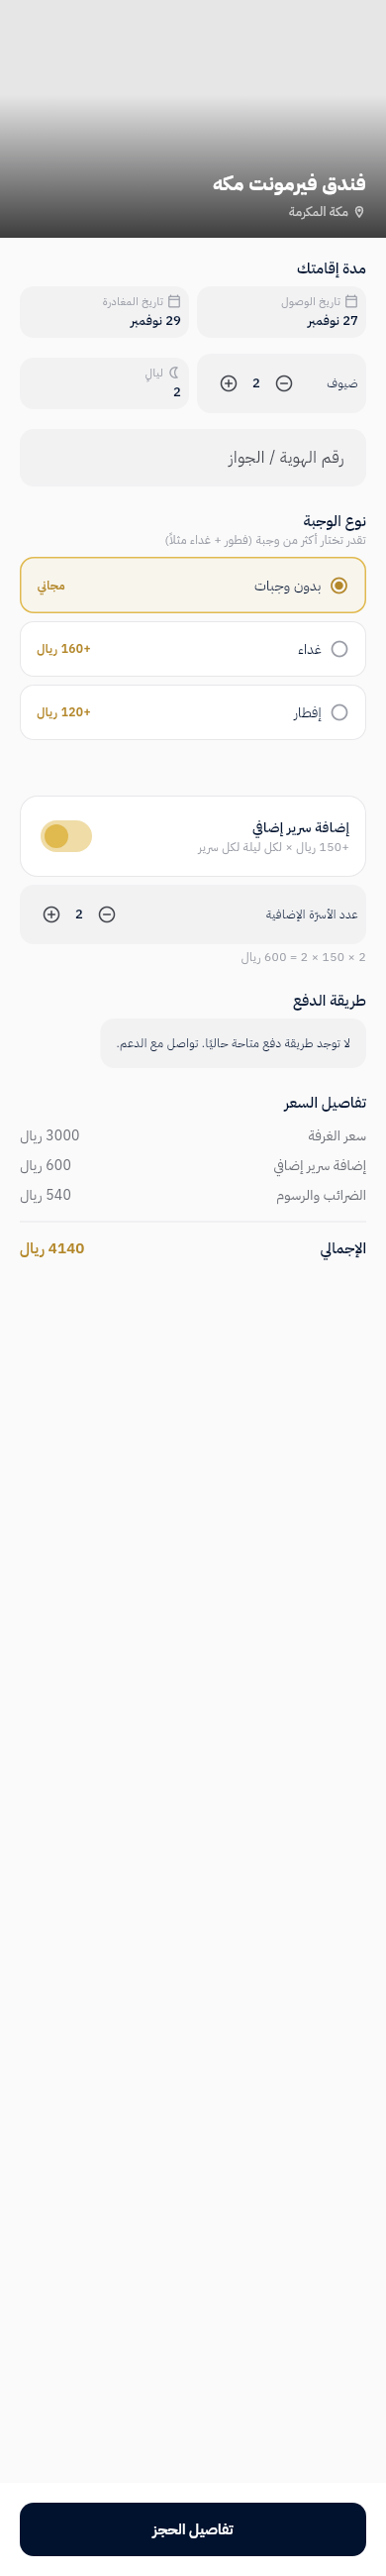 فندق فيرمونت مكه
مكة المكرمة
مدة إقامتك
تاريخ الوصول
27 نوفمبر
تاريخ المغادرة
29 نوفمبر
ضيوف
2
ليالٍ
2
رقم الهوية / الجواز
نوع الوجبة
تقدر تختار أكثر من وجبة (فطور + غداء مثلاً)
بدون وجبات
مجاني
غداء
+160 ريال
إفطار
+120 ريال
إضافة سرير إضافي
+150 ريال × لكل ليلة لكل سرير
عدد الأسرّة الإضافية
2
2 × 150 × 2 = 600 ريال
طريقة الدفع
لا توجد طريقة دفع متاحة حاليًا. تواصل مع الدعم.
تفاصيل السعر
سعر الغرفة
3000 ريال
إضافة سرير إضافي
600 ريال
الضرائب والرسوم
540 ريال
الإجمالي
4140 ريال
تفاصيل الحجز